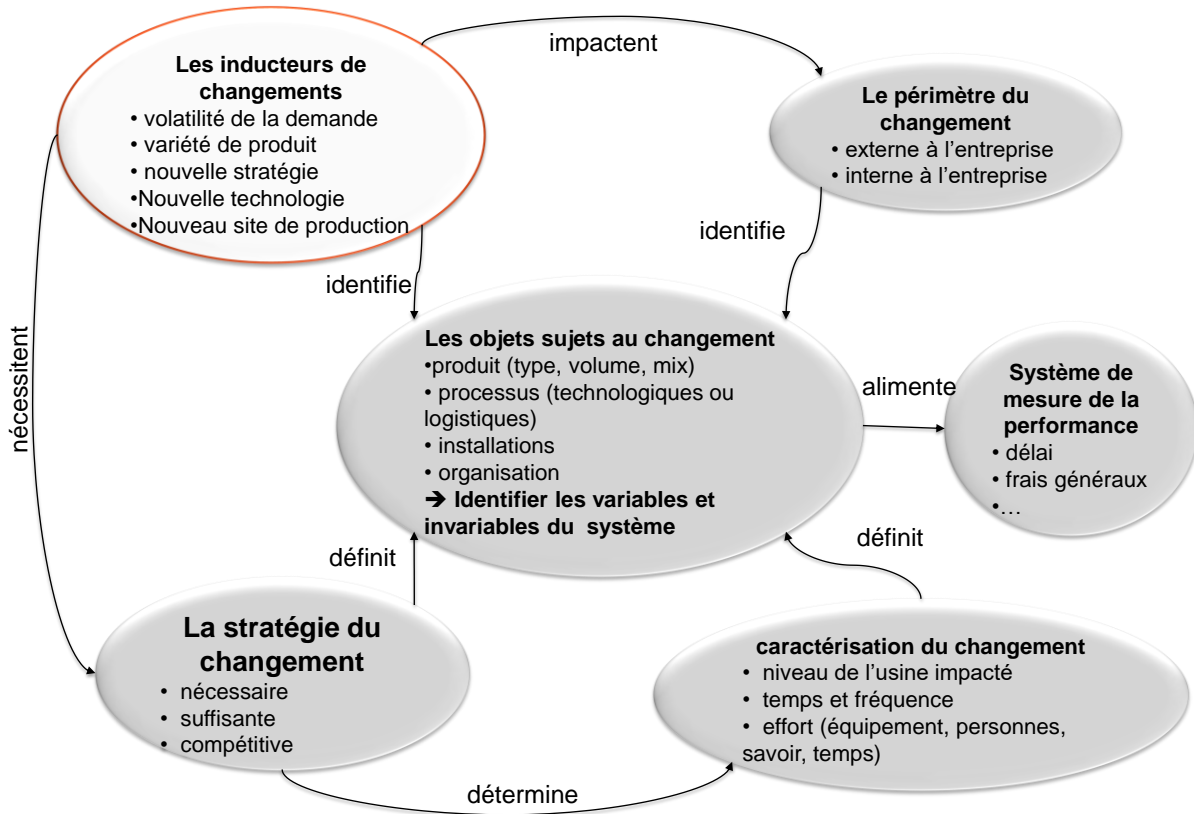 impactent
Les inducteurs de
changements
• volatilité de la demande
• variété de produit
• nouvelle stratégie
•Nouvelle technologie
•Nouveau site de production
Le périmètre du
changement
• externe à l’entreprise
• interne à l’entreprise
identifie
identifie
nécessitent
Les objets sujets au changement
•produit (type, volume, mix)
• processus (technologiques ou
logistiques)
• installations
• organisation
➔ Identifier les variables et
invariables du système
alimente
Système de
mesure de la
performance
• délai
• frais généraux
•…
définit
définit
La stratégie du
changement
• nécessaire
• suffisante
• compétitive
caractérisation du changement
• niveau de l’usine impacté
• temps et fréquence
• effort (équipement, personnes,
savoir, temps)
détermine